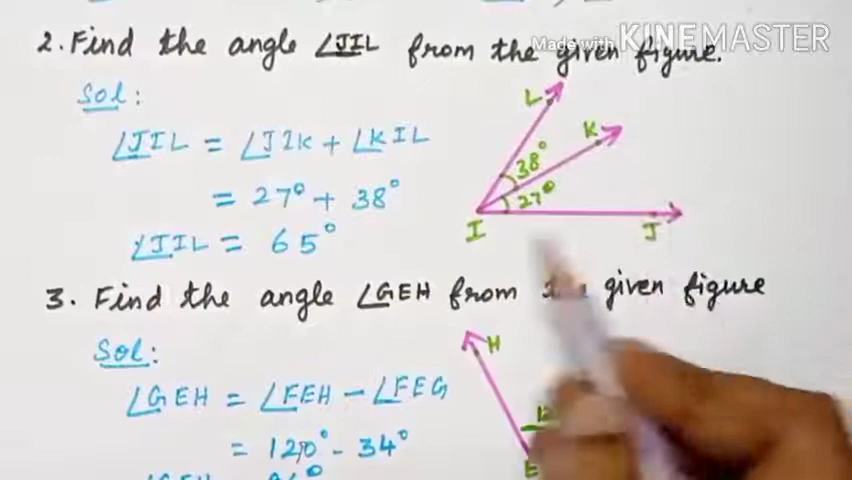 2. Find the angle ∠JIL from the given figure.
Made with KINEMASTER
Sol:
∠JIL = ∠JIK + ∠KIL
= 27° + 38°
∠JIL = 65°
L
K
38°
27°
I
J
3. Find the angle ∠GEH from the given figure
Sol:
H
∠GEH = ∠FEH - ∠FEG
= 120° - 34°
E